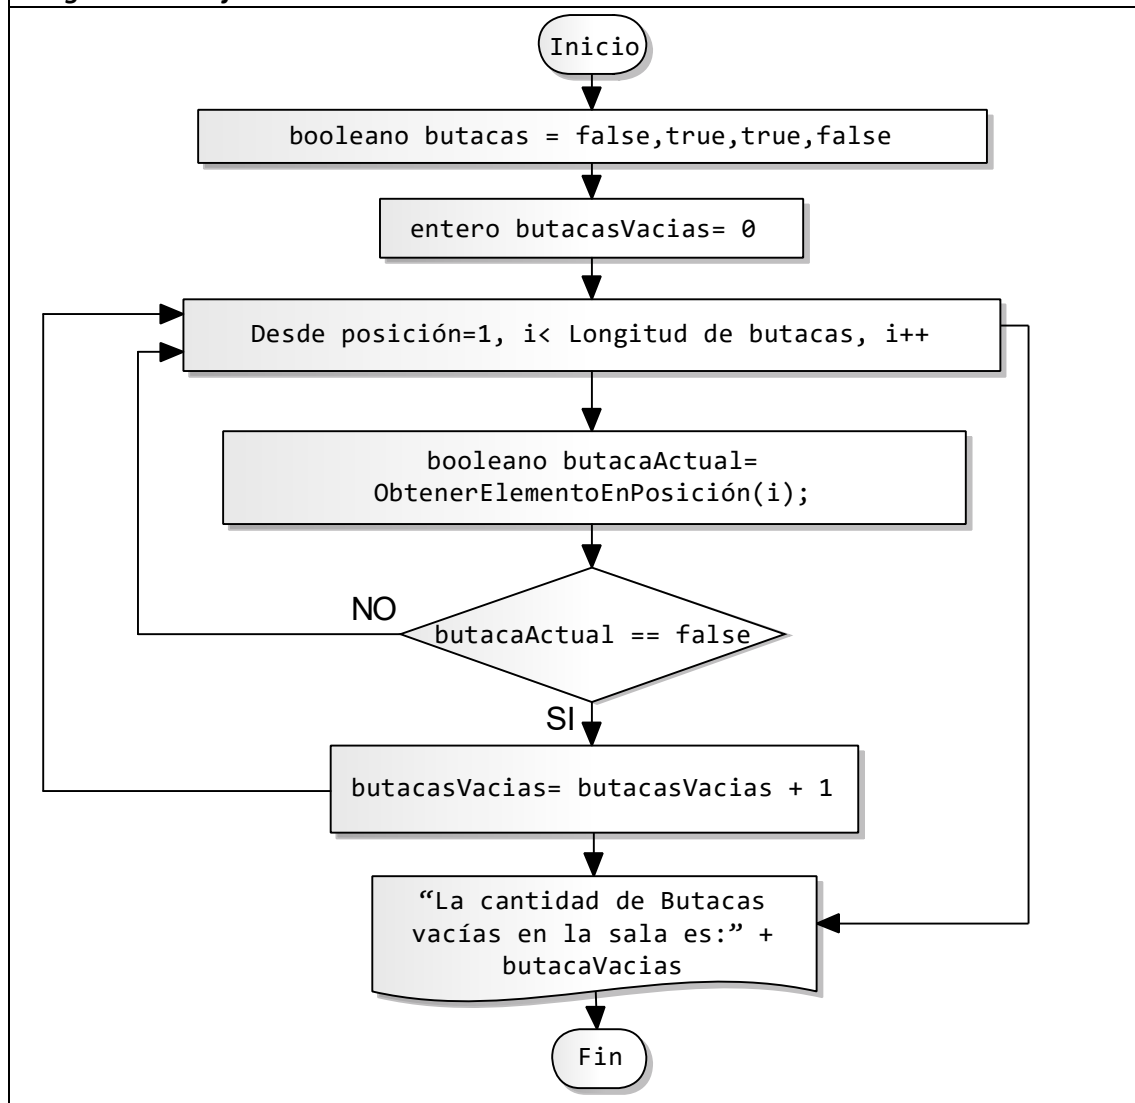 Inicio
booleano butacas = false,true,true,false
entero butacasVacias= 0
Desde posición=1, i< Longitud de butacas, i++
booleano butacaActual=
ObtenerElementoEnPosición(i);
NO
butacaActual == false
SI
butacasVacias= butacasVacias + 1
“La cantidad de Butacas
vacías en la sala es:” +
butacaVacias
Fin